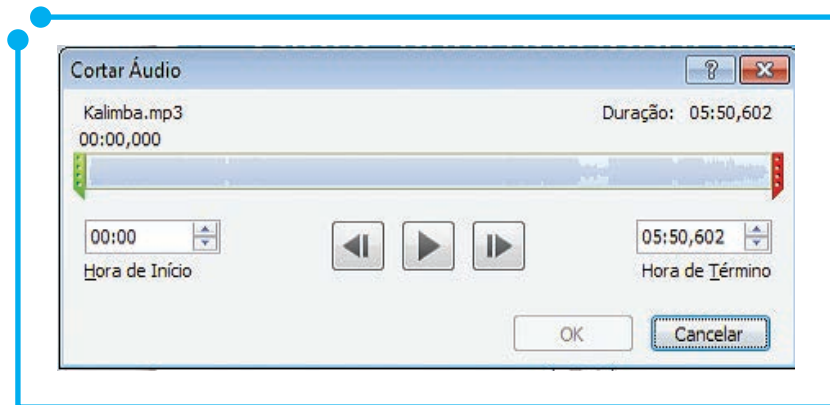 Cortar Áudio
Kalimba.mp3 Duração: 05:50,602
00:00,000
00:00 05:50,602
Hora de Início Hora de Término
OK Cancelar